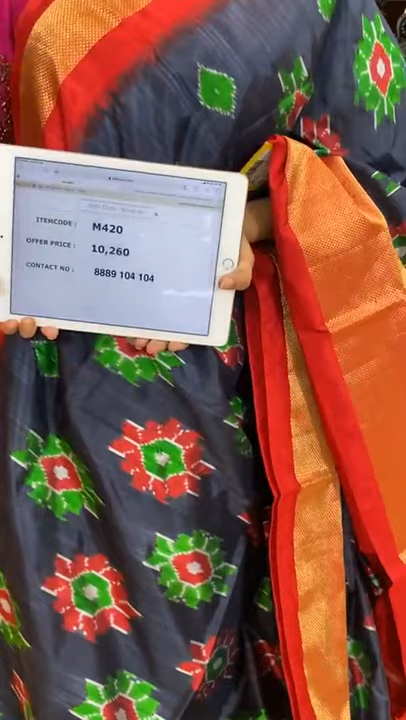 ITEMCODE : M420
OFFER PRICE : 10,260
CONTACT NO : 8889 104 104